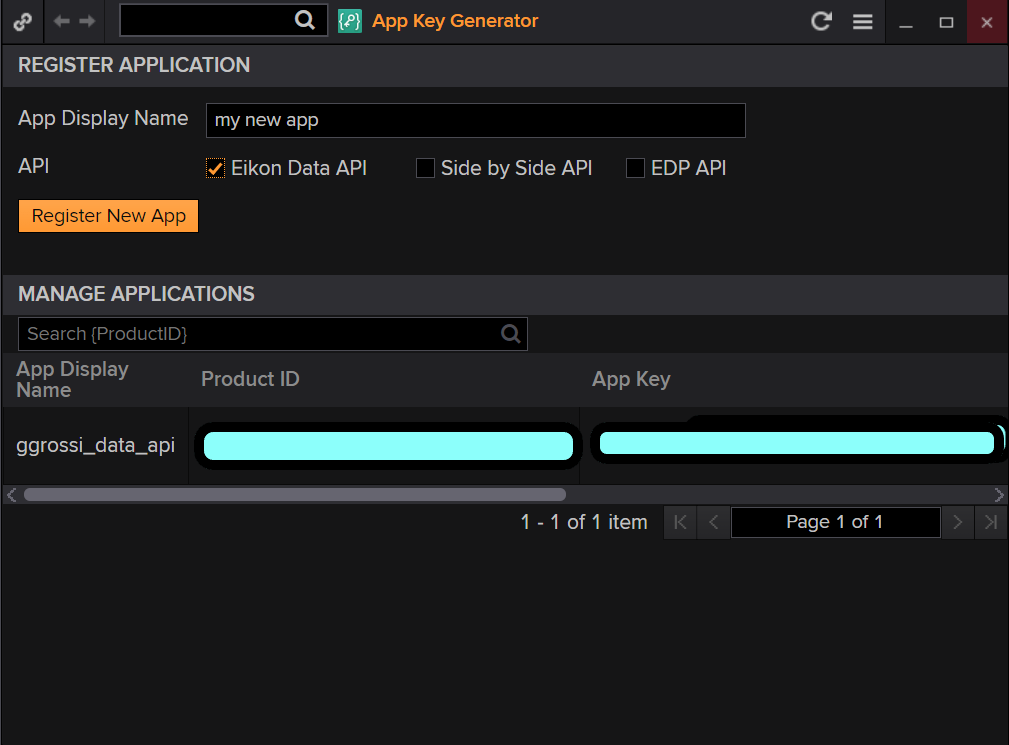 App Key Generator
REGISTER APPLICATION
App Display Name my new app
API Eikon Data API Side by Side API EDP API
Register New App
MANAGE APPLICATIONS
Search {ProductID}
App Display
Name
Product ID App Key
ggrossi_data_api
1 - 1 of 1 item Page 1 of 1